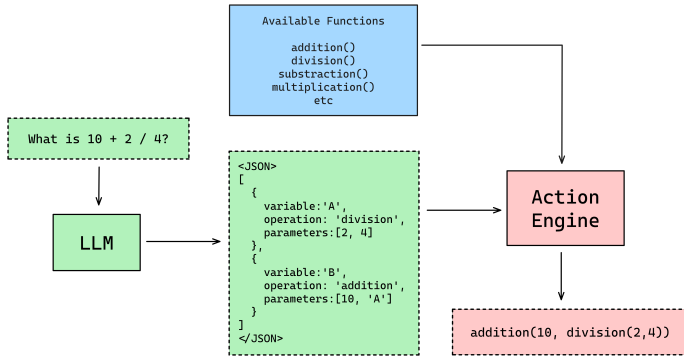 Available Functions
addition()
division()
substraction()
multiplication()
etc
What is 10 + 2 / 4?
LLM
<JSON>
[
  {
    variable:'A',
    operation: 'division',
    parameters:[2, 4]
  },
  {
    variable:'B',
    operation: 'addition',
    parameters:[10, 'A']
  }
]
</JSON>
Action
Engine
addition(10, division(2,4))